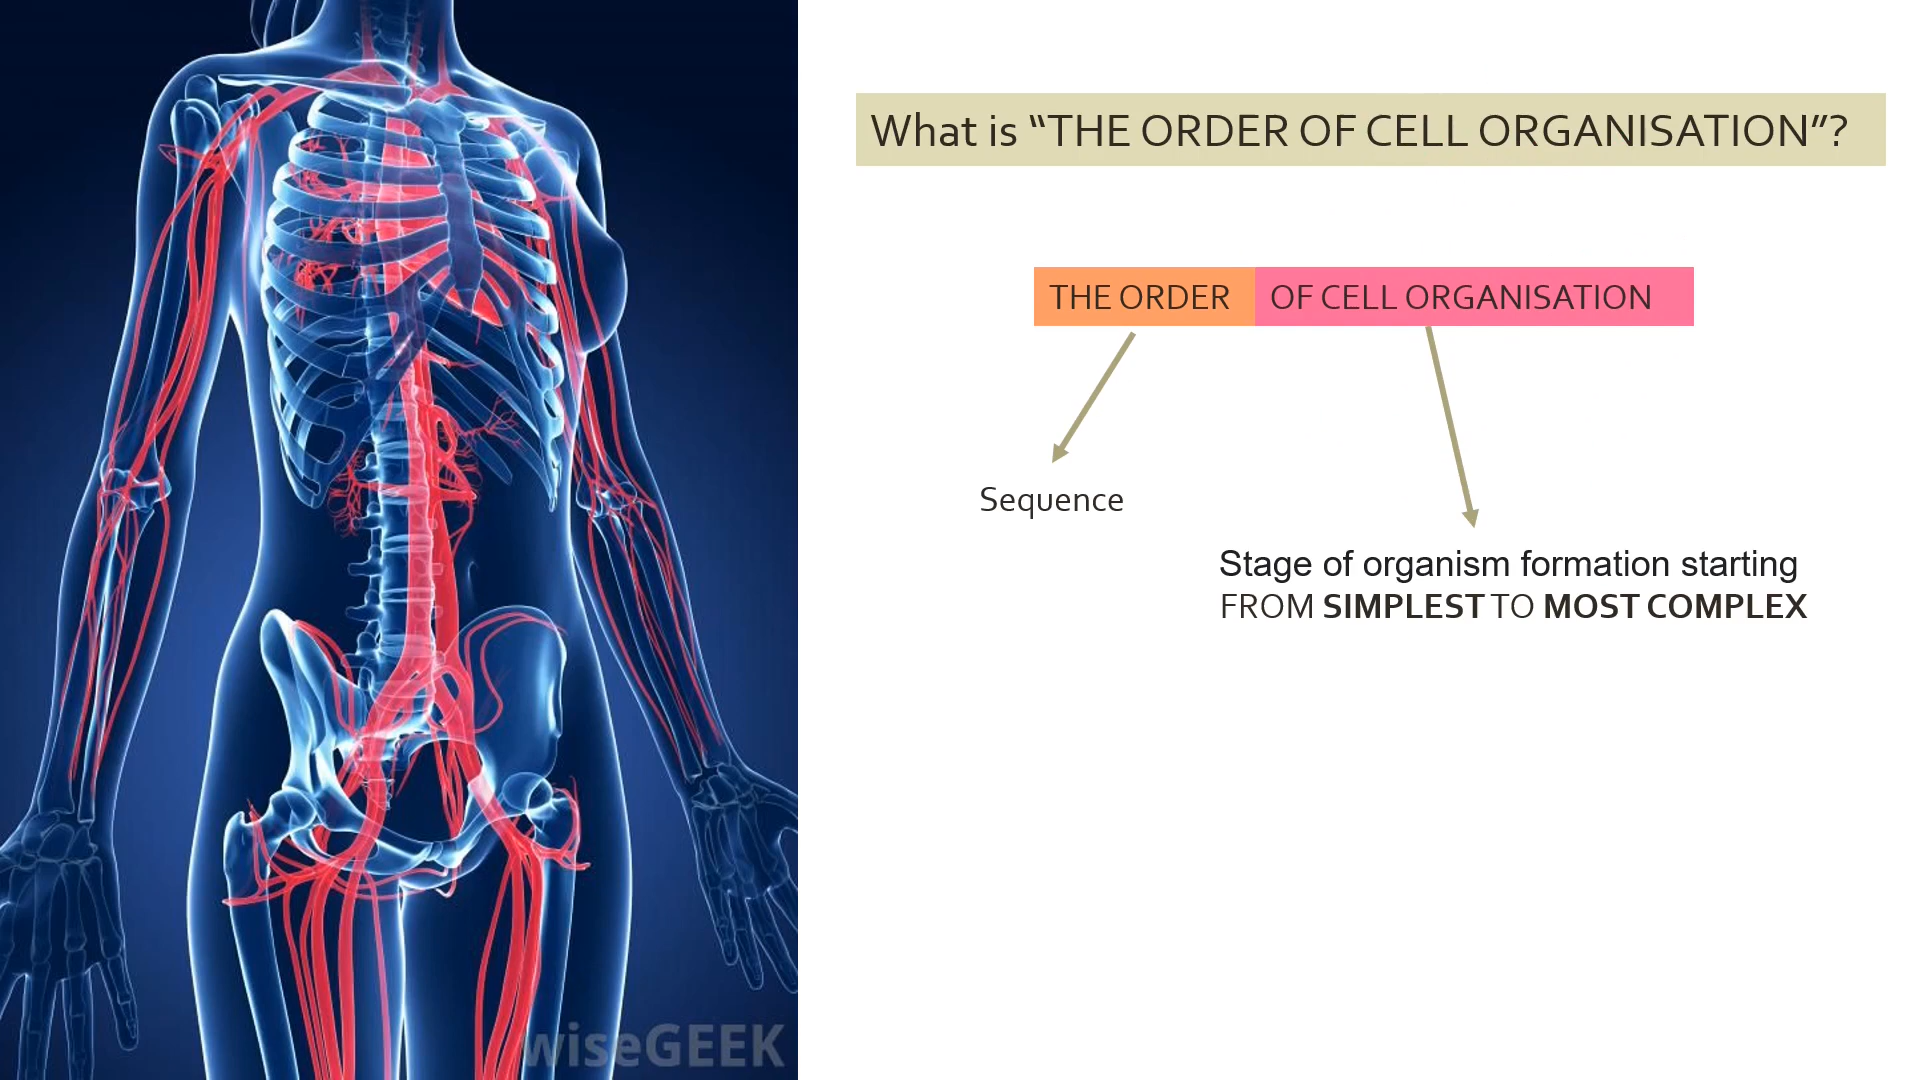 What is “THE ORDER OF CELL ORGANISATION”?
THE ORDER OF CELL ORGANISATION
Sequence
Stage of organism formation starting
FROM SIMPLEST TO MOST COMPLEX
wiseGEEK